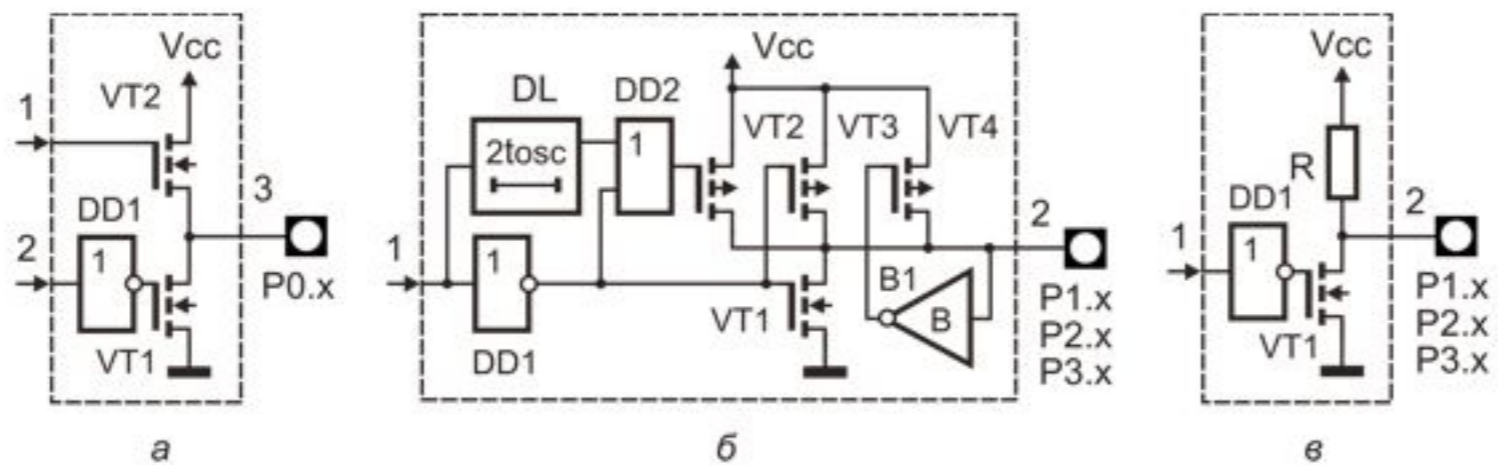 Vcc
VT2
1
3
DD1
2
1
P0.x
VT1
а
Vcc
DL
DD2
2tosc
1
VT2
VT3
VT4
2
1
1
B1
B
VT1
DD1
P1.x
P2.x
P3.x
б
Vcc
R
DD1
2
1
1
VT1
P1.x
P2.x
P3.x
в